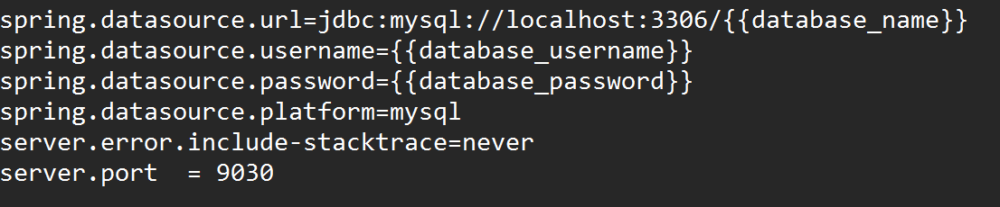 spring.datasource.url=jdbc:mysql://localhost:3306/{{database_name}}
spring.datasource.username={{database_username}}
spring.datasource.password={{database_password}}
spring.datasource.platform=mysql
server.error.include-stacktrace=never
server.port  = 9030